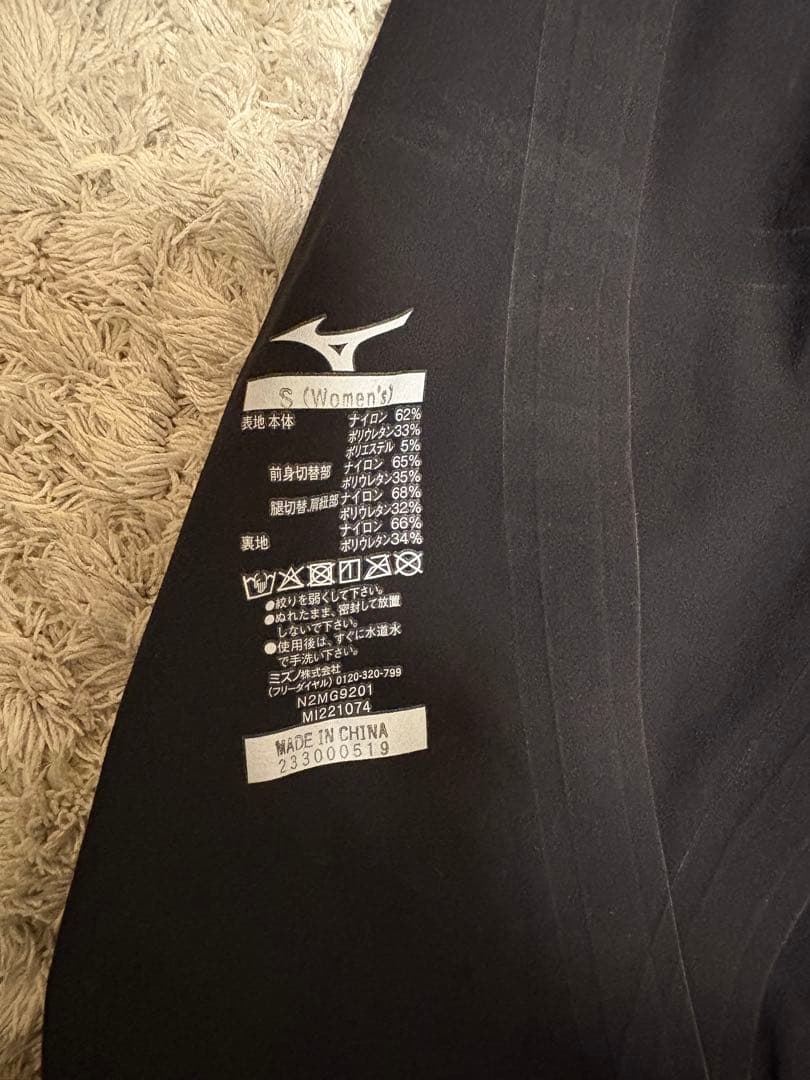 S (Women's)
表地 本体 ナイロン 62%
ポリウレタン33%
ポリエステル 5%
前身切替部 ナイロン 65%
ポリウレタン35%
腿切替、肩紐部 ナイロン 68%
ポリウレタン32%
裏地 ナイロン 66%
ポリウレタン34%
●絞りを弱くして下さい。
●ぬれたまま、密封して放置
しないで下さい。
●使用後は、すぐに水道水
で手洗い下さい。
ミズノ株式会社
(フリーダイヤル) 0120-320-799
N2MG9201
MI221074
MADE IN CHINA
233000519